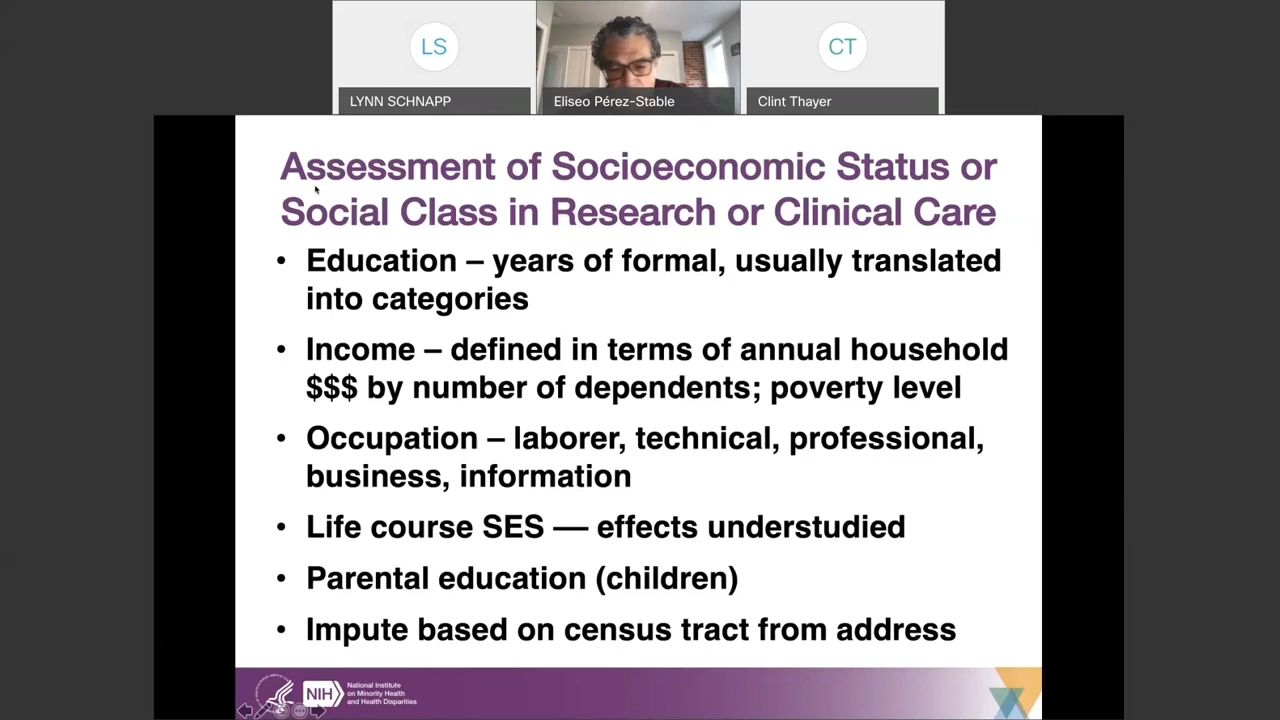 LS
CT
LYNN SCHNAPP
Eliseo Pérez-Stable
Clint Thayer
Assessment of Socioeconomic Status or
Social Class in Research or Clinical Care
• Education – years of formal, usually translated
into categories
• Income – defined in terms of annual household
$$$ by number of dependents; poverty level
• Occupation – laborer, technical, professional,
business, information
• Life course SES –– effects understudied
• Parental education (children)
• Impute based on census tract from address
NIH
National Institute
on Minority Health
and Health Disparities